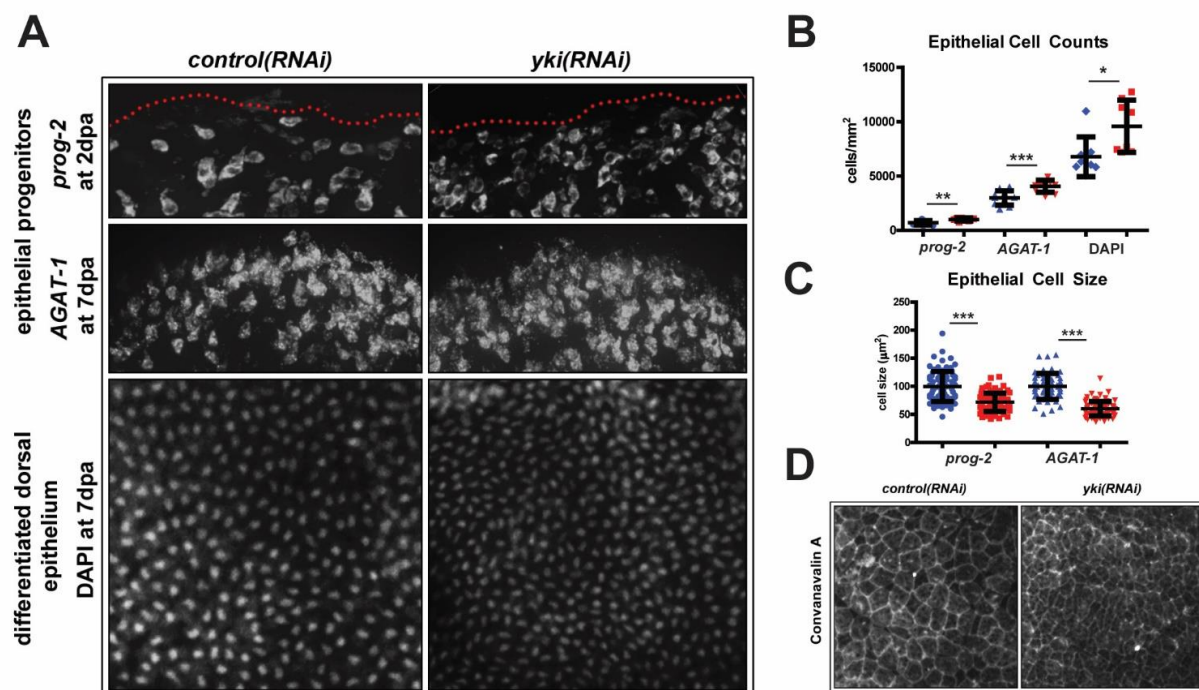 A
control(RNAi)
yki(RNAi)
epithelial progenitors
prog-2
at 2dpa
AGAT-1
at 7dpa
differentiated dorsal
epithelium
DAPI at 7dpa
B
Epithelial Cell Counts
cells/mm²
15000
10000
5000
0
**
***
*
prog-2
AGAT-1
DAPI
C
Epithelial Cell Size
cell size (µm²)
250
200
150
100
50
0
***
***
prog-2
AGAT-1
D
control(RNAi)
yki(RNAi)
Convanavalin A